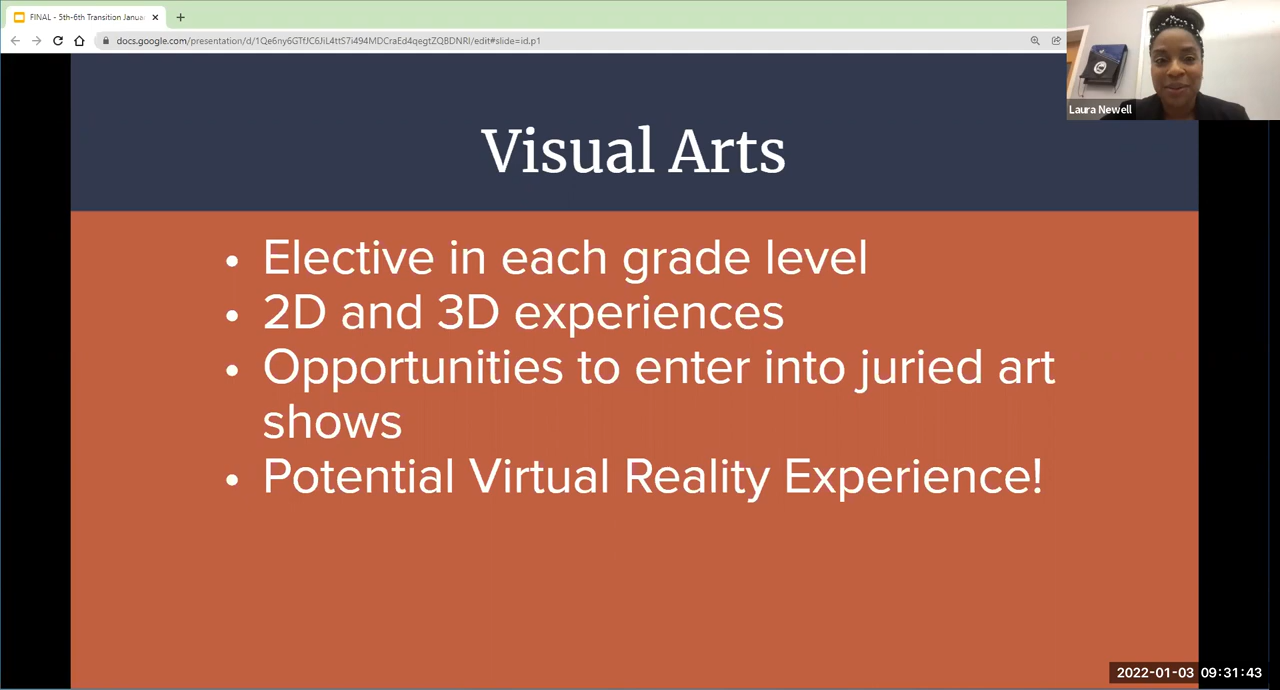 FINAL - 5th-6th Transition Janua
docs.google.com/presentation/d/1Qe6ny6GTfJC6JiL4ttS7i494MDCraEd4qegtZQBDNRI/edit#slide=id.p1
Laura Newell
Visual Arts
• Elective in each grade level
• 2D and 3D experiences
• Opportunities to enter into juried art
shows
• Potential Virtual Reality Experience!
2022-01-03 09:31:43